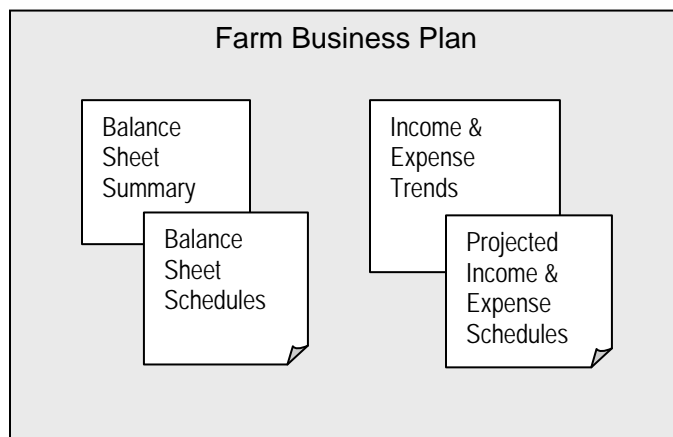 Farm Business Plan
Balance
Sheet
Summary
Balance
Sheet
Schedules
Income &
Expense
Trends
Projected
Income &
Expense
Schedules